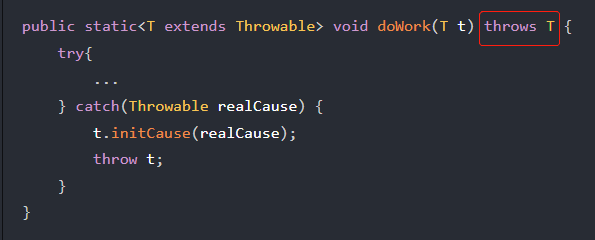 public static<T extends Throwable> void doWork(T t) throws T {
    try{
        ...
    } catch(Throwable realCause) {
        t.initCause(realCause);
        throw t;
    }
}